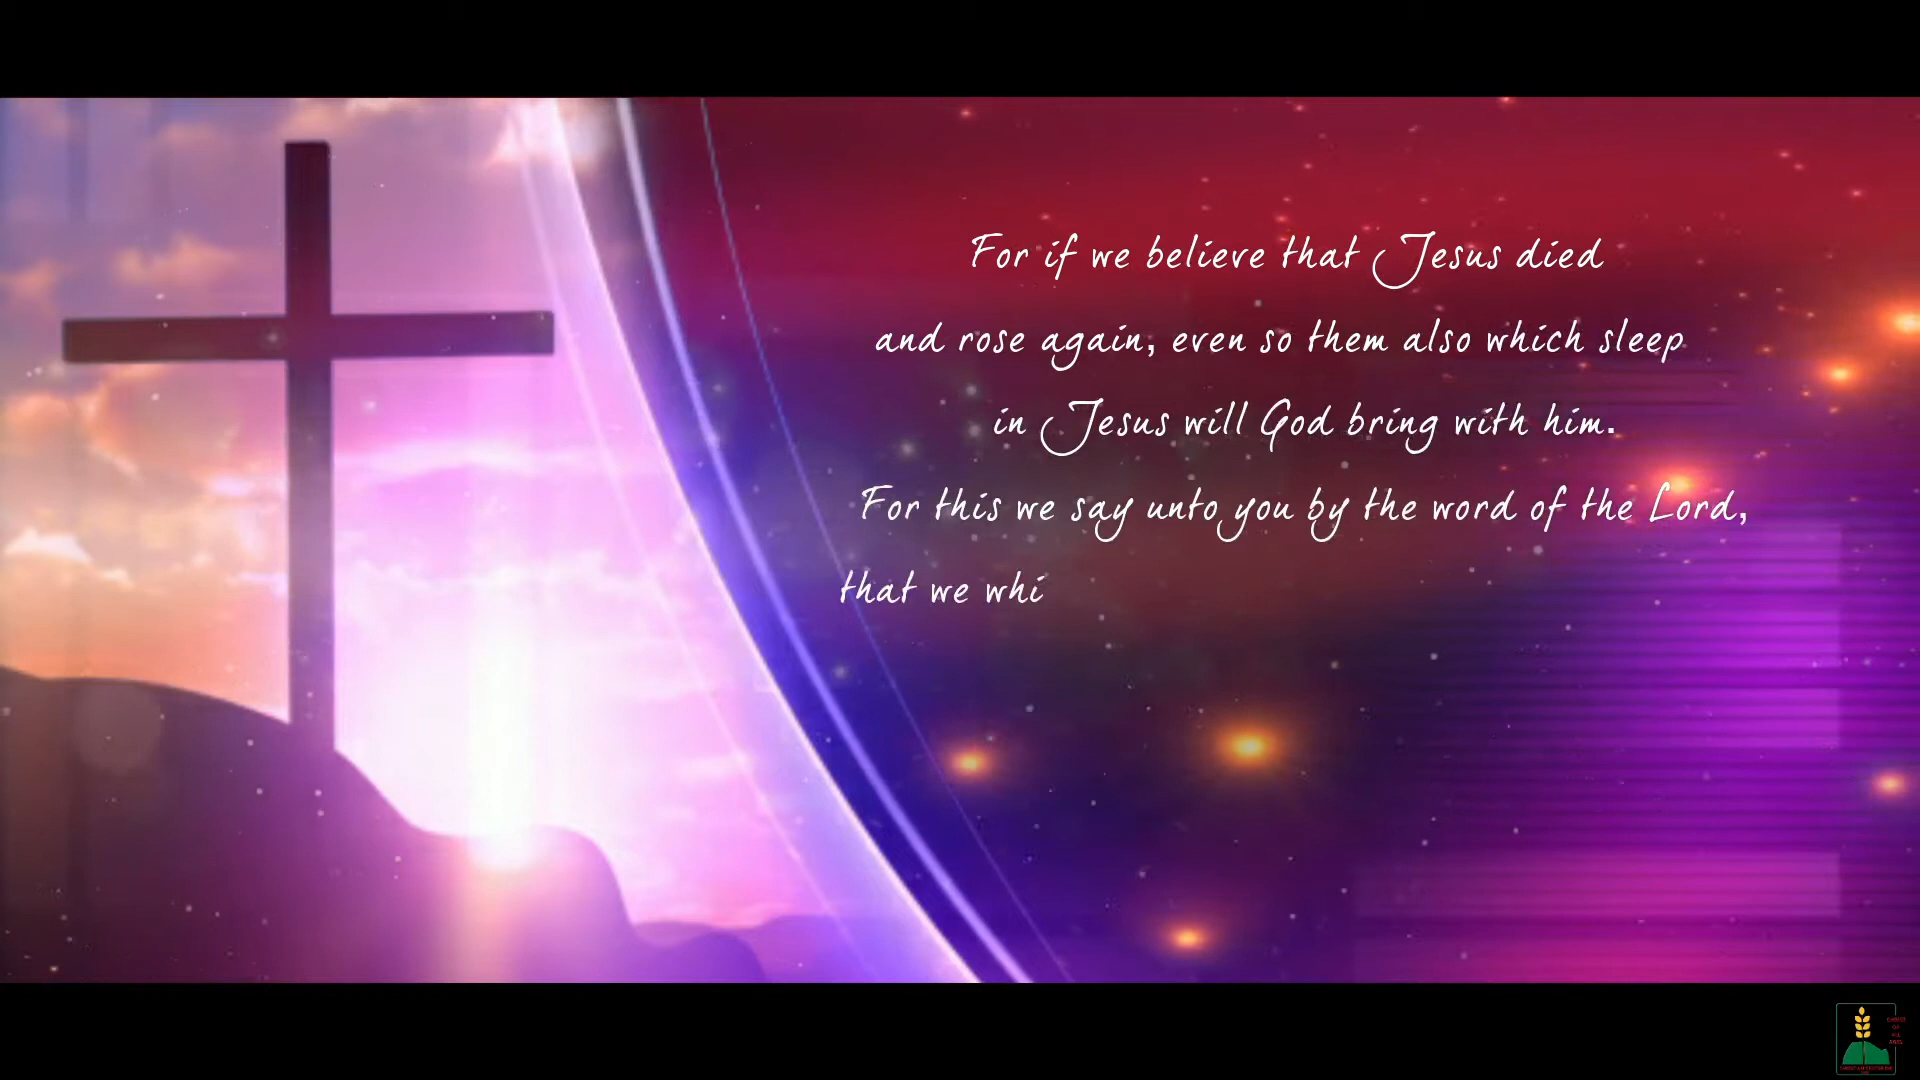 For if we believe that Jesus died
and rose again, even so them also which sleep
in Jesus will God bring with him.
For this we say unto you by the word of the Lord,
that we whi